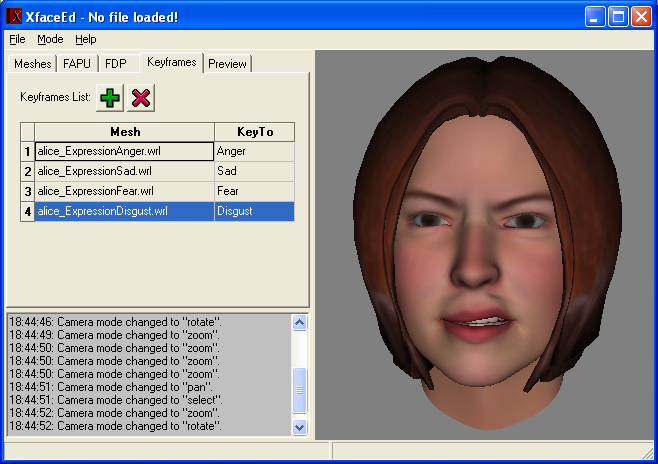 XfaceEd - No file loaded!
File Mode Help
Meshes FAPU FDP Keyframes Preview
Keyframes List:
Mesh KeyTo
1 alice_ExpressionAnger.wrl Anger
2 alice_ExpressionSad.wrl Sad
3 alice_ExpressionFear.wrl Fear
4 alice_ExpressionDisgust.wrl Disgust
18:44:46: Camera mode changed to "rotate".
18:44:49: Camera mode changed to "zoom".
18:44:50: Camera mode changed to "zoom".
18:44:50: Camera mode changed to "zoom".
18:44:50: Camera mode changed to "zoom".
18:44:51: Camera mode changed to "pan".
18:44:51: Camera mode changed to "select".
18:44:52: Camera mode changed to "zoom".
18:44:52: Camera mode changed to "rotate".